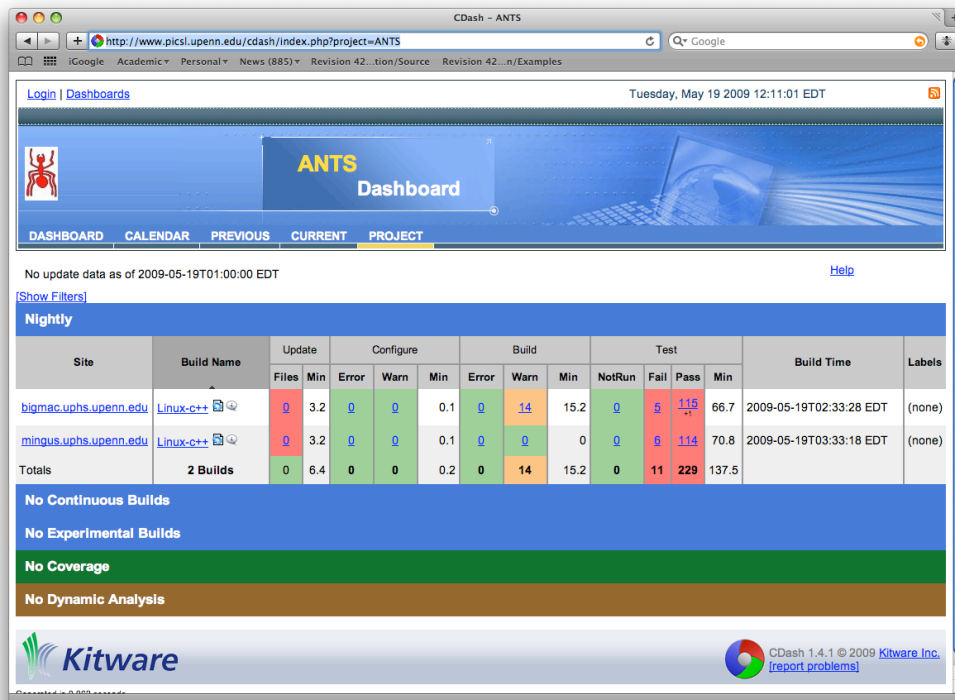 CDash - ANTS
http://www.picsl.upenn.edu/cdash/index.php?project=ANTS
Google
iGoogle Academic Personal News (885) Revision 42...tion/Source Revision 42...n/Examples
Login | Dashboards
Tuesday, May 19 2009 12:11:01 EDT
ANTS
Dashboard
DASHBOARD CALENDAR PREVIOUS CURRENT PROJECT
No update data as of 2009-05-19T01:00:00 EDT
Help
[Show Filters]
Nightly
Site Build Name Update Configure Build Test Build Time Labels
Files Min Error Warn Min Error Warn Min NotRun Fail Pass Min
bigmac.uphs.upenn.edu Linux-c++ 0 3.2 0 0 0.1 0 14 15.2 0 5 115 +1 66.7 2009-05-19T02:33:28 EDT (none)
mingus.uphs.upenn.edu Linux-c++ 0 3.2 0 0 0.1 0 0 0 0 6 114 70.8 2009-05-19T03:33:18 EDT (none)
Totals 2 Builds 0 6.4 0 0 0.2 0 14 15.2 0 11 229 137.5
No Continuous Builds
No Experimental Builds
No Coverage
No Dynamic Analysis
Kitware
CDash 1.4.1 © 2009 Kitware Inc.
[report problems]